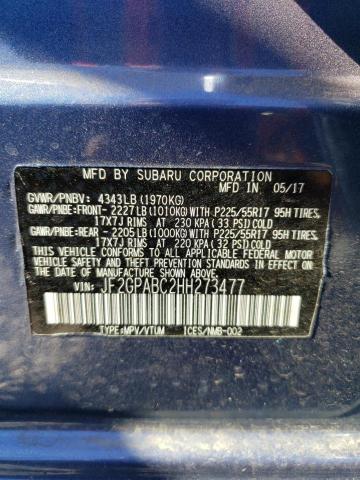 MFD BY SUBARU CORPORATION
MFD IN 05/17
GVWR/PNBV: 4343LB (1970KG)
GAWR/PNBE:FRONT- 2227LB (1010KG) WITH P225/55R17 95H TIRES,
17X7J RIMS AT 230 KPA (33 PSI) COLD
GAWR/PNBE:REAR - 2205LB (1000KG) WITH P225/55R17 95H TIRES,
17X7J RIMS AT 220 KPA (32 PSI) COLD
THIS VEHICLE CONFORMS TO ALL APPLICABLE FEDERAL MOTOR
VEHICLE SAFETY, BUMPER, AND THEFT PREVENTION STANDARDS
IN EFFECT ON THE DATE OF MANUFACTURE SHOWN ABOVE.
VIN: JF2GPABC2HH273477
TYPE:MPV/VTUM ICES/NMB-002